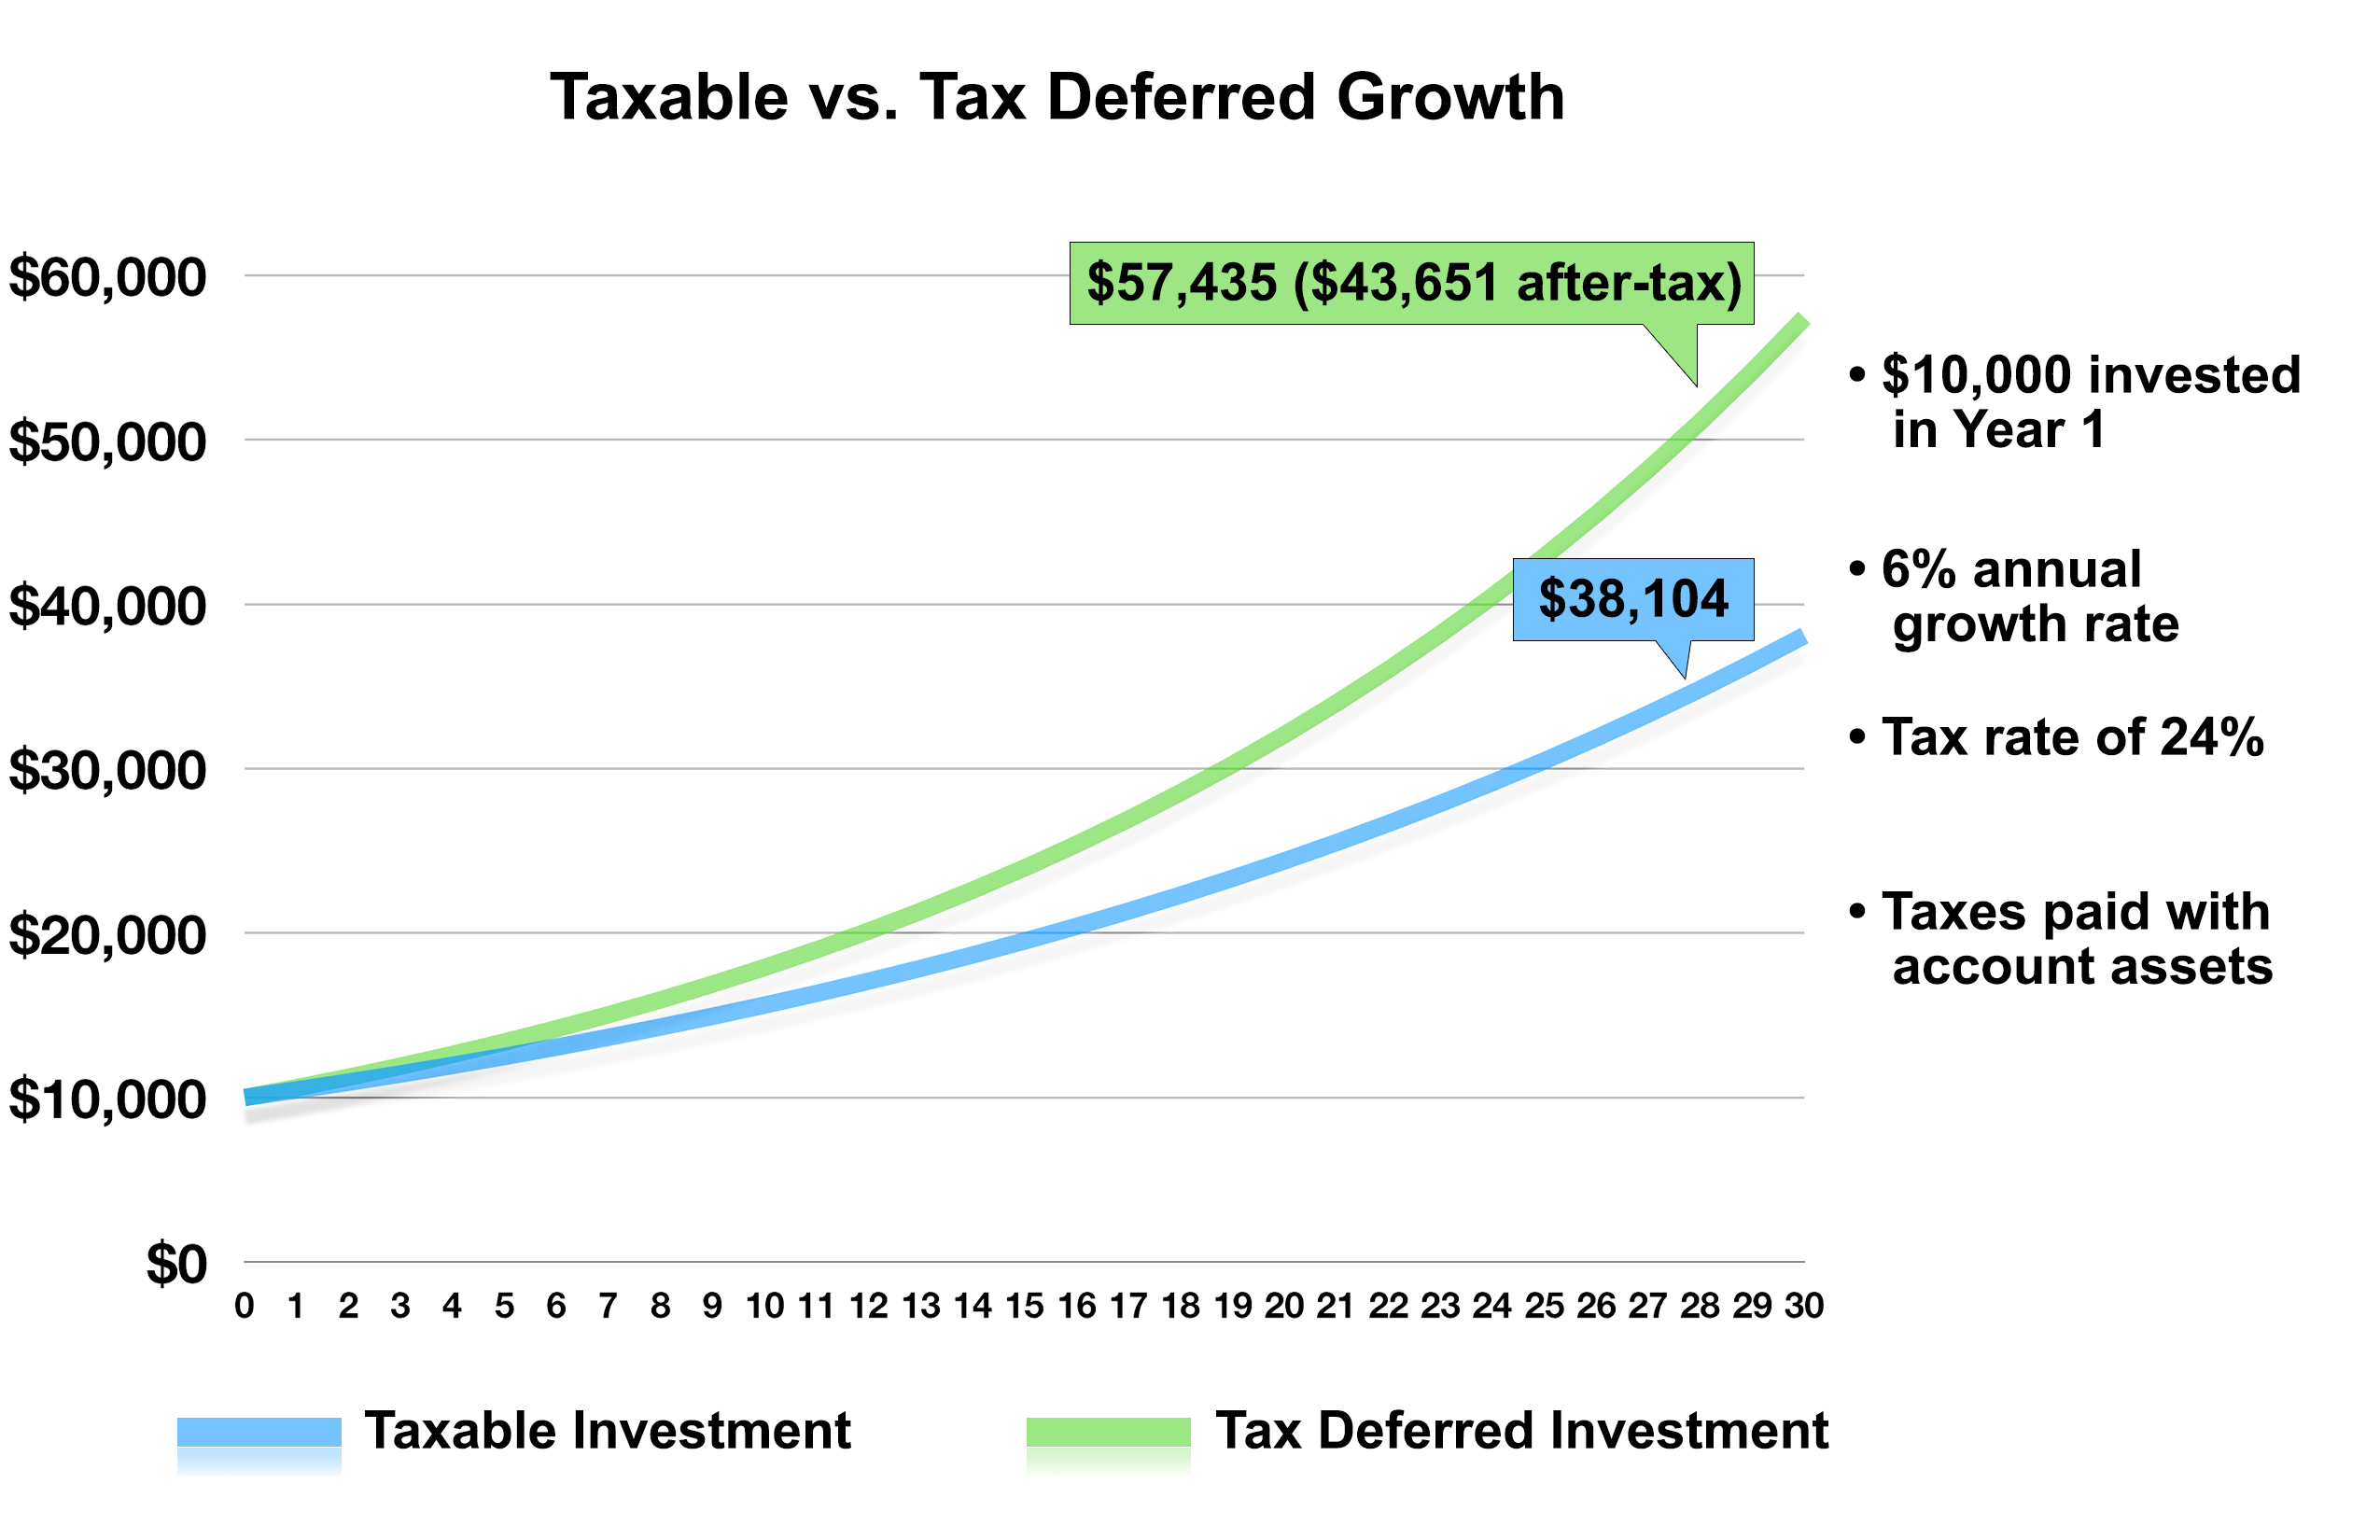 Taxable vs. Tax Deferred Growth
$60,000
$57,435 ($43,651 after-tax)
• $10,000 invested
in Year 1
$50,000
• 6% annual
growth rate
$40,000
$38,104
• Tax rate of 24%
$30,000
• Taxes paid with
account assets
$20,000
$10,000
$0
0 1 2 3 4 5 6 7 8 9 10 11 12 13 14 15 16 17 18 19 20 21 22 23 24 25 26 27 28 29 30
Taxable Investment
Tax Deferred Investment